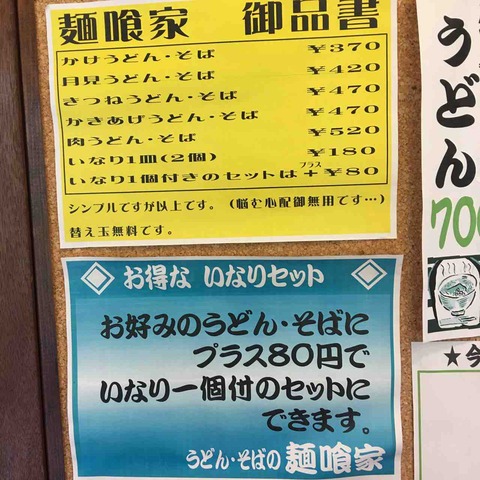 麺喰家 御品書
かけうどん・そば ￥370
月見うどん・そば ￥420
きつねうどん・そば ￥470
かきあげうどん・そば ￥470
肉うどん・そば ￥520
いなり1皿(2個) ￥180
いなり1個付きのセットは プラス+￥80
シンプルですが以上です。（悩む心配御無用です…）
替え玉無料です。
お得な いなりセット
お好みのうどん・そばに
プラス80円で
いなり一個付のセットに
できます。
うどん・そばの 麺喰家
うどん
700
★今